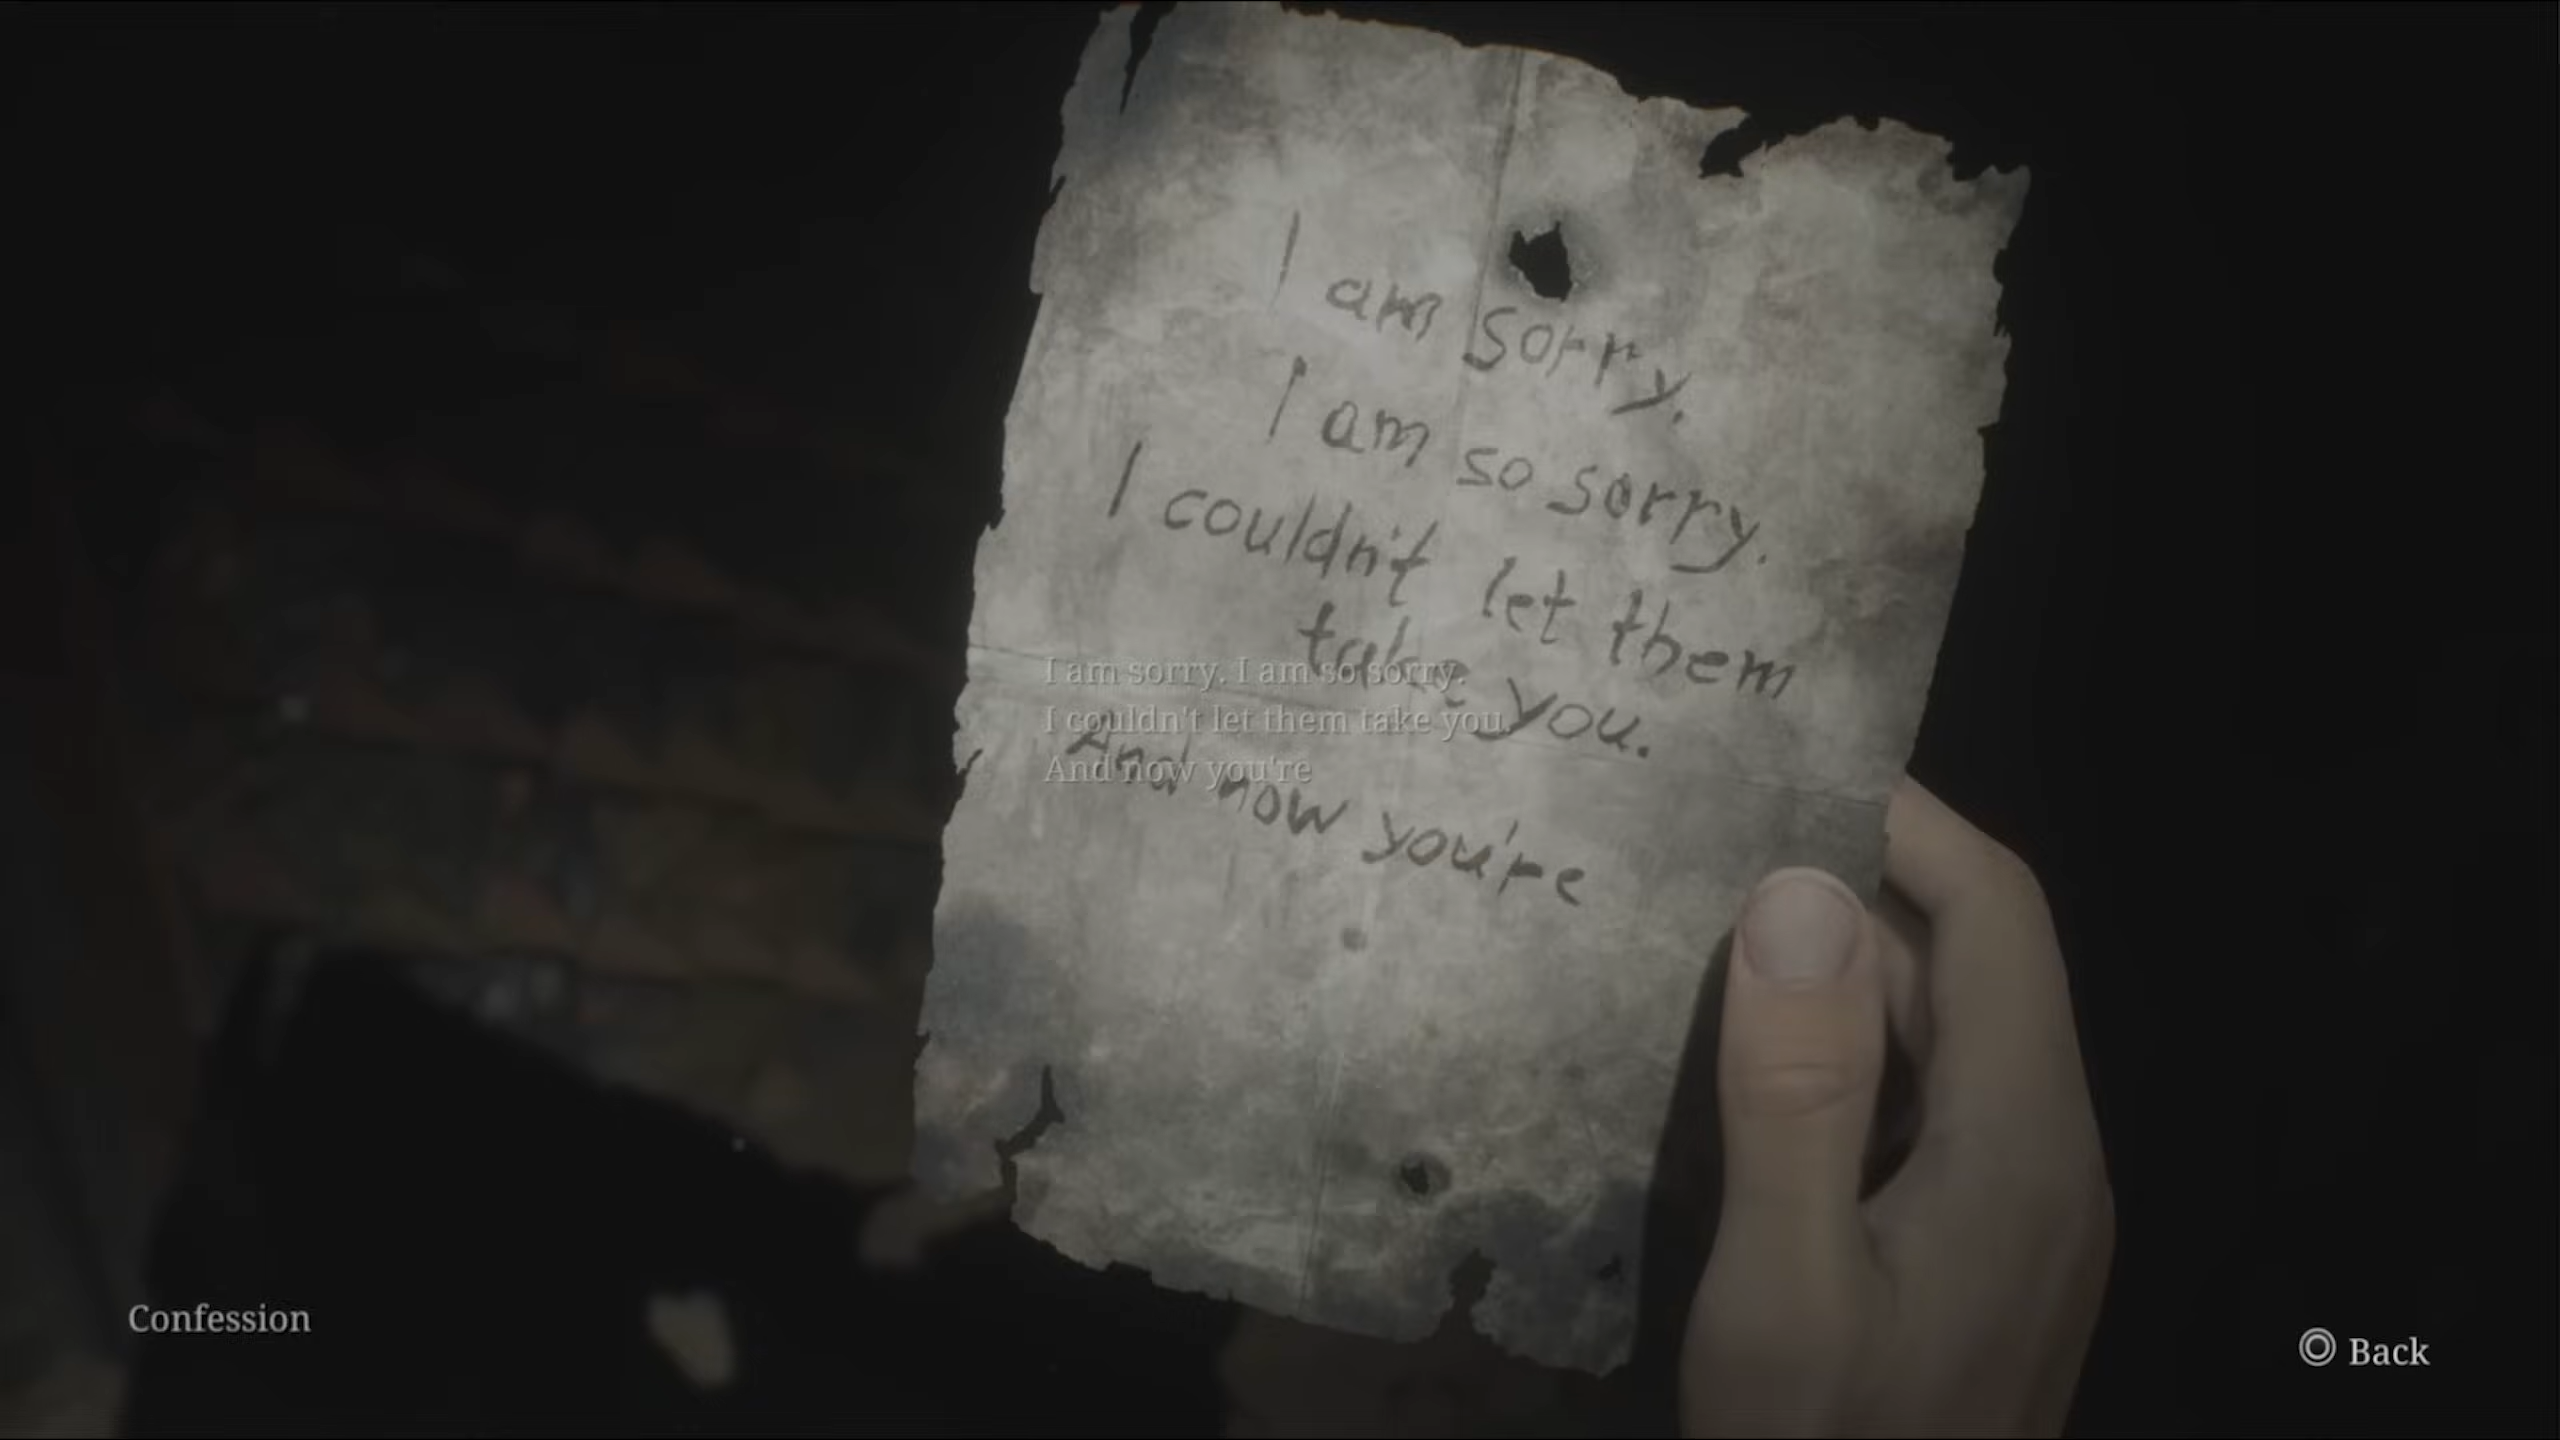 I am sorry.
I am so sorry.
I couldn't let them
take you.
And now you're
I am sorry. I am so sorry.
I couldn't let them take you.
And now you're
Confession
Back